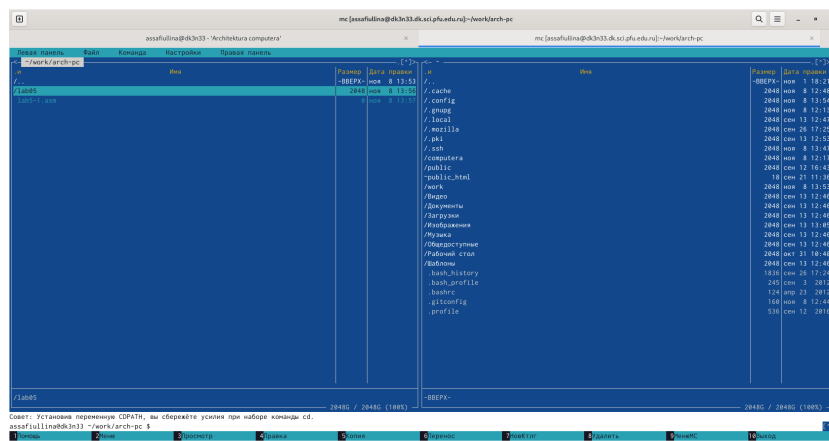 mc [assafiullina@dk3n33.dk.sci.pfu.edu.ru]:~/work/arch-pc
assafiullina@dk3n33 - 'Architektura computera'
mc [assafiullina@dk3n33.dk.sci.pfu.edu.ru]:~/work/arch-pc
Левая панель Файл Команда Настройки Правая панель
~/work/arch-pc
.и Имя Размер Дата правки
/.. -ВВЕРХ- ноя 8 13:53
/lab05 2048 ноя 8 13:56
lab5-1.asm 0 ноя 8 13:57
/lab05
2048G / 2048G (100%)
.и Имя Размер Дата правки
/.. -ВВЕРХ- ноя 1 18:21
/.cache 2048 ноя 8 12:48
/.config 2048 ноя 8 13:54
/.gnupg 2048 ноя 8 12:13
/.local 2048 сен 13 12:47
/.mozilla 2048 сен 26 17:25
/.pki 2048 сен 13 12:53
/.ssh 2048 ноя 8 13:47
/computera 2048 ноя 8 12:17
/public 2048 сен 12 16:43
~public_html 18 сен 21 11:36
/work 2048 ноя 8 13:53
/Видео 2048 сен 13 12:46
/Документы 2048 сен 13 12:46
/Загрузки 2048 сен 13 12:46
/Изображения 2048 сен 13 13:05
/Музыка 2048 сен 13 12:46
/Общедоступные 2048 сен 13 12:46
/Рабочий стол 2048 окт 31 10:48
/Шаблоны 2048 сен 13 12:46
.bash_history 1836 сен 26 17:24
.bash_profile 245 сен 3 2012
.bashrc 124 апр 23 2012
.gitconfig 160 ноя 8 12:44
.profile 536 сен 12 2016
-ВВЕРХ-
2048G / 2048G (100%)
Совет: Установив переменную CDPATH, вы сбережёте усилия при наборе команды cd.
assafiullina@dk3n33 ~/work/arch-pc $
1Помощь 2Меню 3Просмотр 4Правка 5Копия 6Перенос 7НовКтлг 8Удалить 9МенюMC 10Выход